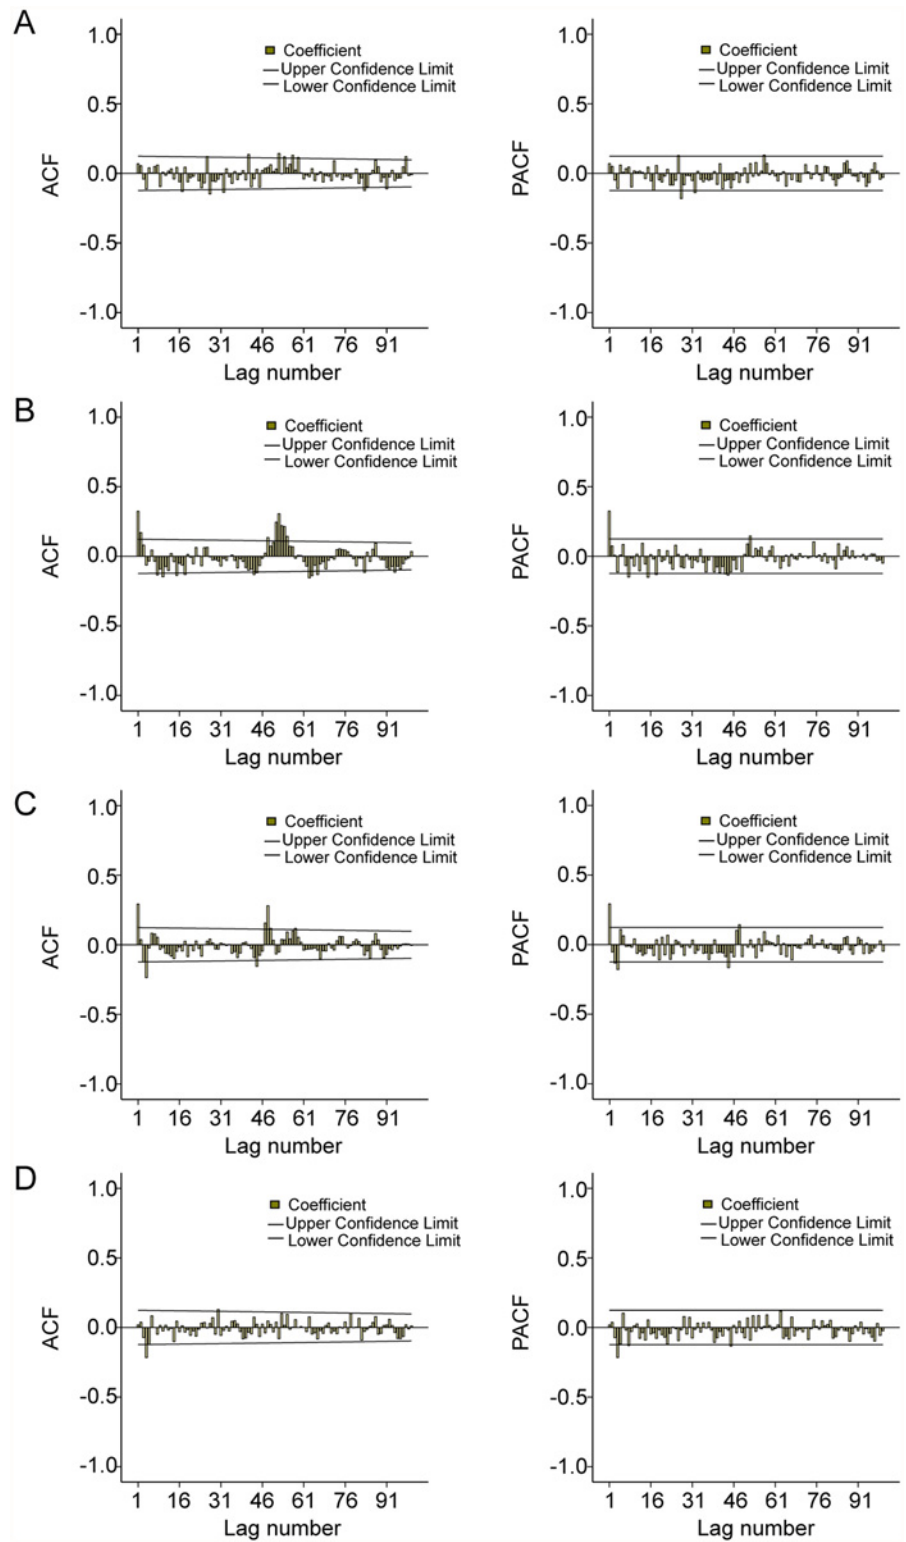 A
1.0
0.5
0.0
-0.5
-1.0
ACF
Coefficient
Upper Confidence Limit
Lower Confidence Limit
1 16 31 46 61 76 91
Lag number
1.0
0.5
0.0
-0.5
-1.0
PACF
Coefficient
Upper Confidence Limit
Lower Confidence Limit
1 16 31 46 61 76 91
Lag number
B
1.0
0.5
0.0
-0.5
-1.0
ACF
Coefficient
Upper Confidence Limit
Lower Confidence Limit
1 16 31 46 61 76 91
Lag number
1.0
0.5
0.0
-0.5
-1.0
PACF
Coefficient
Upper Confidence Limit
Lower Confidence Limit
1 16 31 46 61 76 91
Lag number
C
1.0
0.5
0.0
-0.5
-1.0
ACF
Coefficient
Upper Confidence Limit
Lower Confidence Limit
1 16 31 46 61 76 91
Lag number
1.0
0.5
0.0
-0.5
-1.0
PACF
Coefficient
Upper Confidence Limit
Lower Confidence Limit
1 16 31 46 61 76 91
Lag number
D
1.0
0.5
0.0
-0.5
-1.0
ACF
Coefficient
Upper Confidence Limit
Lower Confidence Limit
1 16 31 46 61 76 91
Lag number
1.0
0.5
0.0
-0.5
-1.0
PACF
Coefficient
Upper Confidence Limit
Lower Confidence Limit
1 16 31 46 61 76 91
Lag number